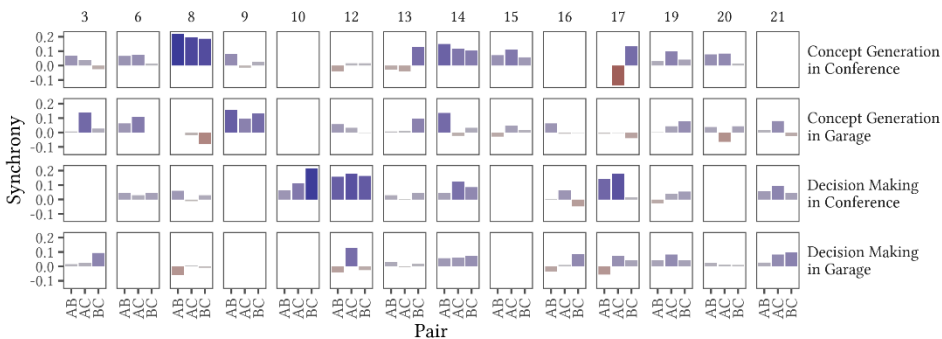 3 6 8 9 10 12 13 14 15 16 17 19 20 21
0.2
0.1
0.0
-0.1
Concept Generation
in Conference
0.2
0.1
0.0
-0.1
Concept Generation
in Garage
0.2
0.1
0.0
-0.1
Decision Making
in Conference
0.2
0.1
0.0
-0.1
Decision Making
in Garage
Synchrony
AB AC BC AB AC BC AB AC BC AB AC BC AB AC BC AB AC BC AB AC BC AB AC BC AB AC BC AB AC BC AB AC BC AB AC BC AB AC BC AB AC BC
Pair